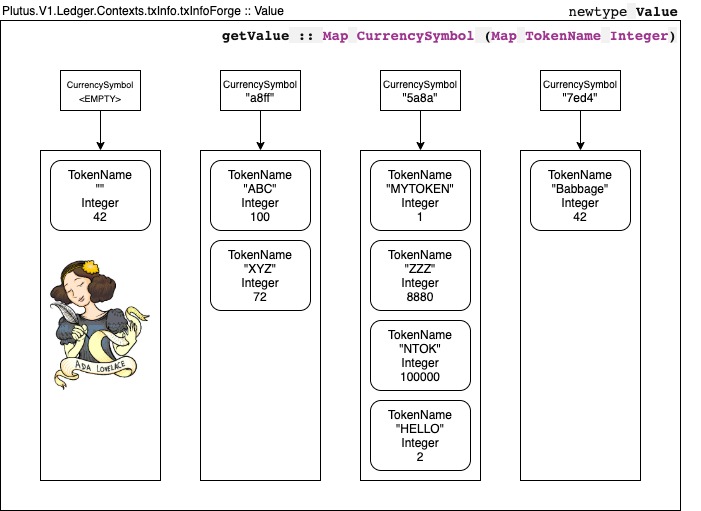 Plutus.V1.Ledger.Contexts.txInfo.txInfoForge :: Value
newtype Value
getValue :: Map CurrencySymbol (Map TokenName Integer)
CurrencySymbol
<EMPTY>
TokenName
""
Integer
42
ADA LOVELACE
CurrencySymbol
"a8ff"
TokenName
"ABC"
Integer
100
TokenName
"XYZ"
Integer
72
CurrencySymbol
"5a8a"
TokenName
"MYTOKEN"
Integer
1
TokenName
"ZZZ"
Integer
8880
TokenName
"NTOK"
Integer
100000
TokenName
"HELLO"
Integer
2
CurrencySymbol
"7ed4"
TokenName
"Babbage"
Integer
42